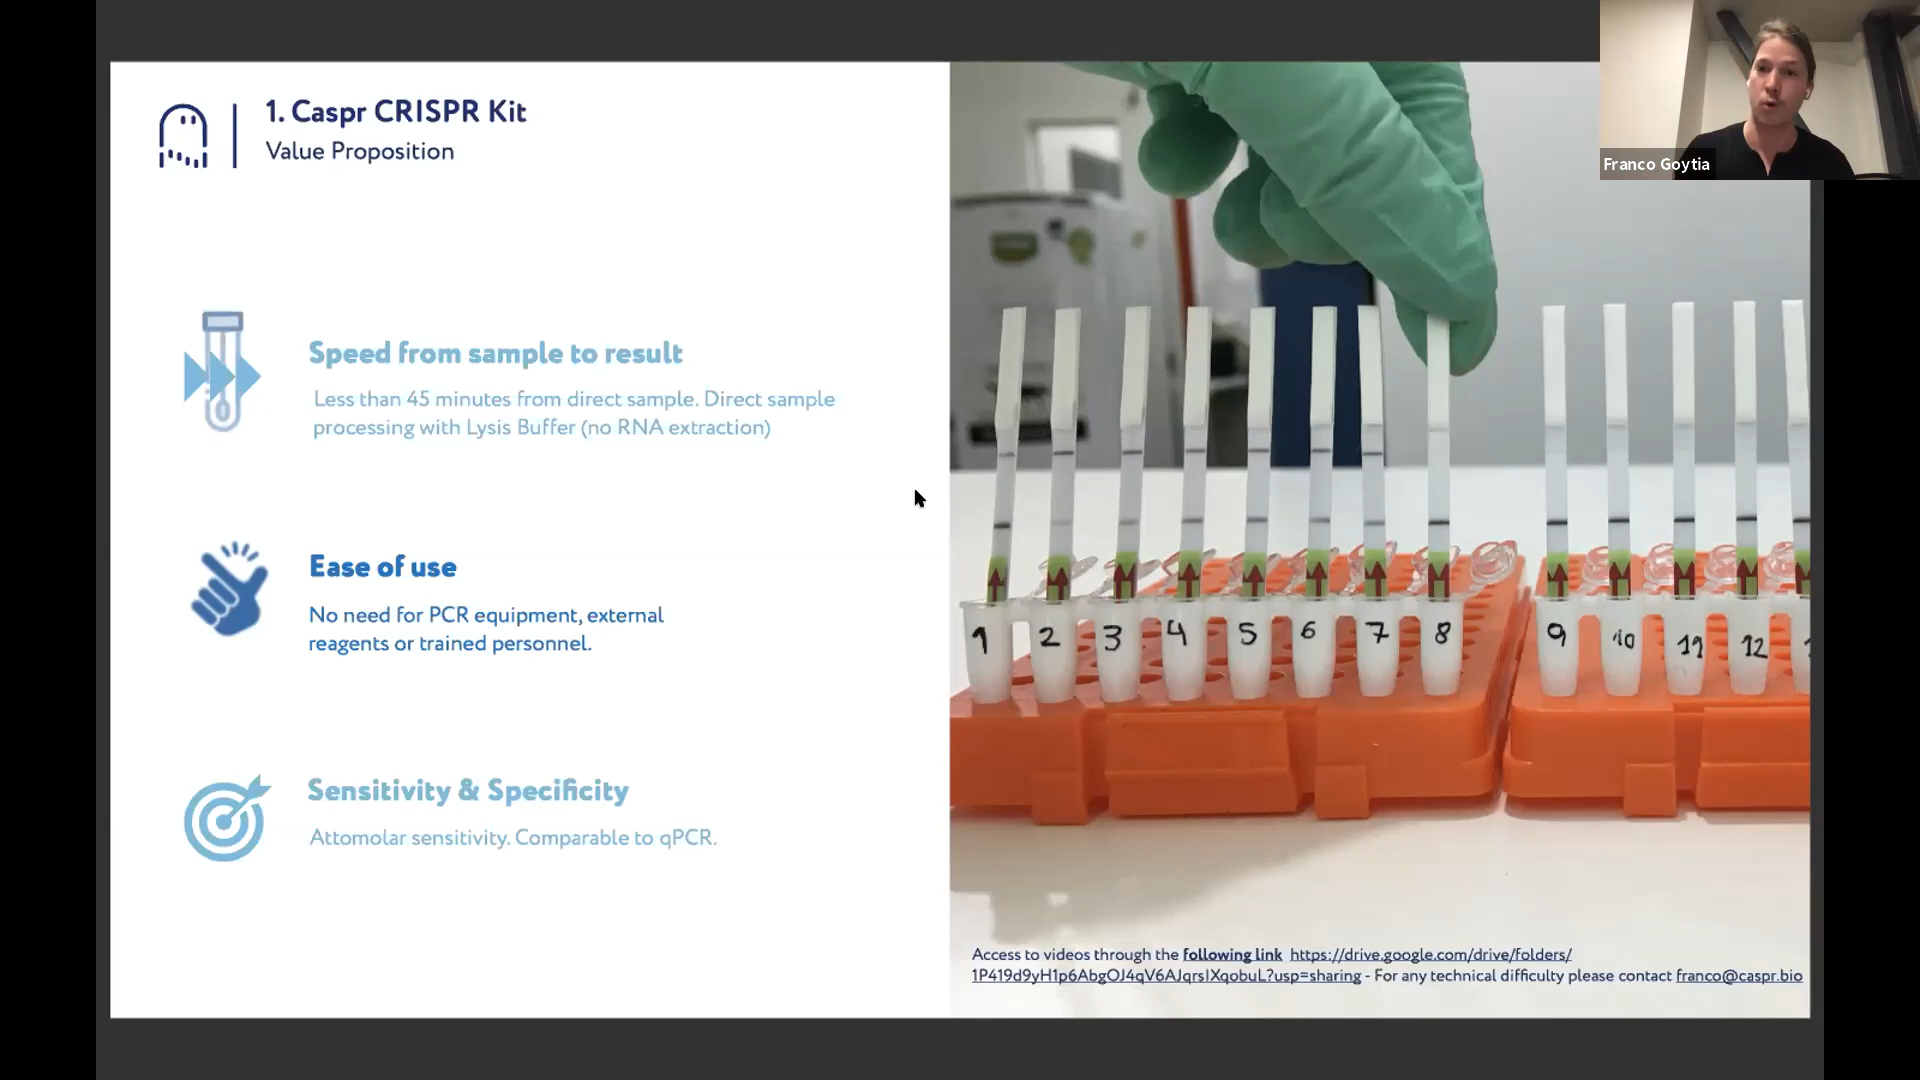 1. Caspr CRISPR Kit
Value Proposition
Speed from sample to result
Less than 45 minutes from direct sample. Direct sample
processing with Lysis Buffer (no RNA extraction)
Ease of use
No need for PCR equipment, external
reagents or trained personnel.
Sensitivity & Specificity
Attomolar sensitivity. Comparable to qPCR.
Franco Goytia
1 2 3 4 5 6 7 8 9 10 11 12
Access to videos through the following link https://drive.google.com/drive/folders/
1P419d9yH1p6AbgOJ4qV6AJqrsIXqobuL?usp=sharing - For any technical difficulty please contact franco@caspr.bio